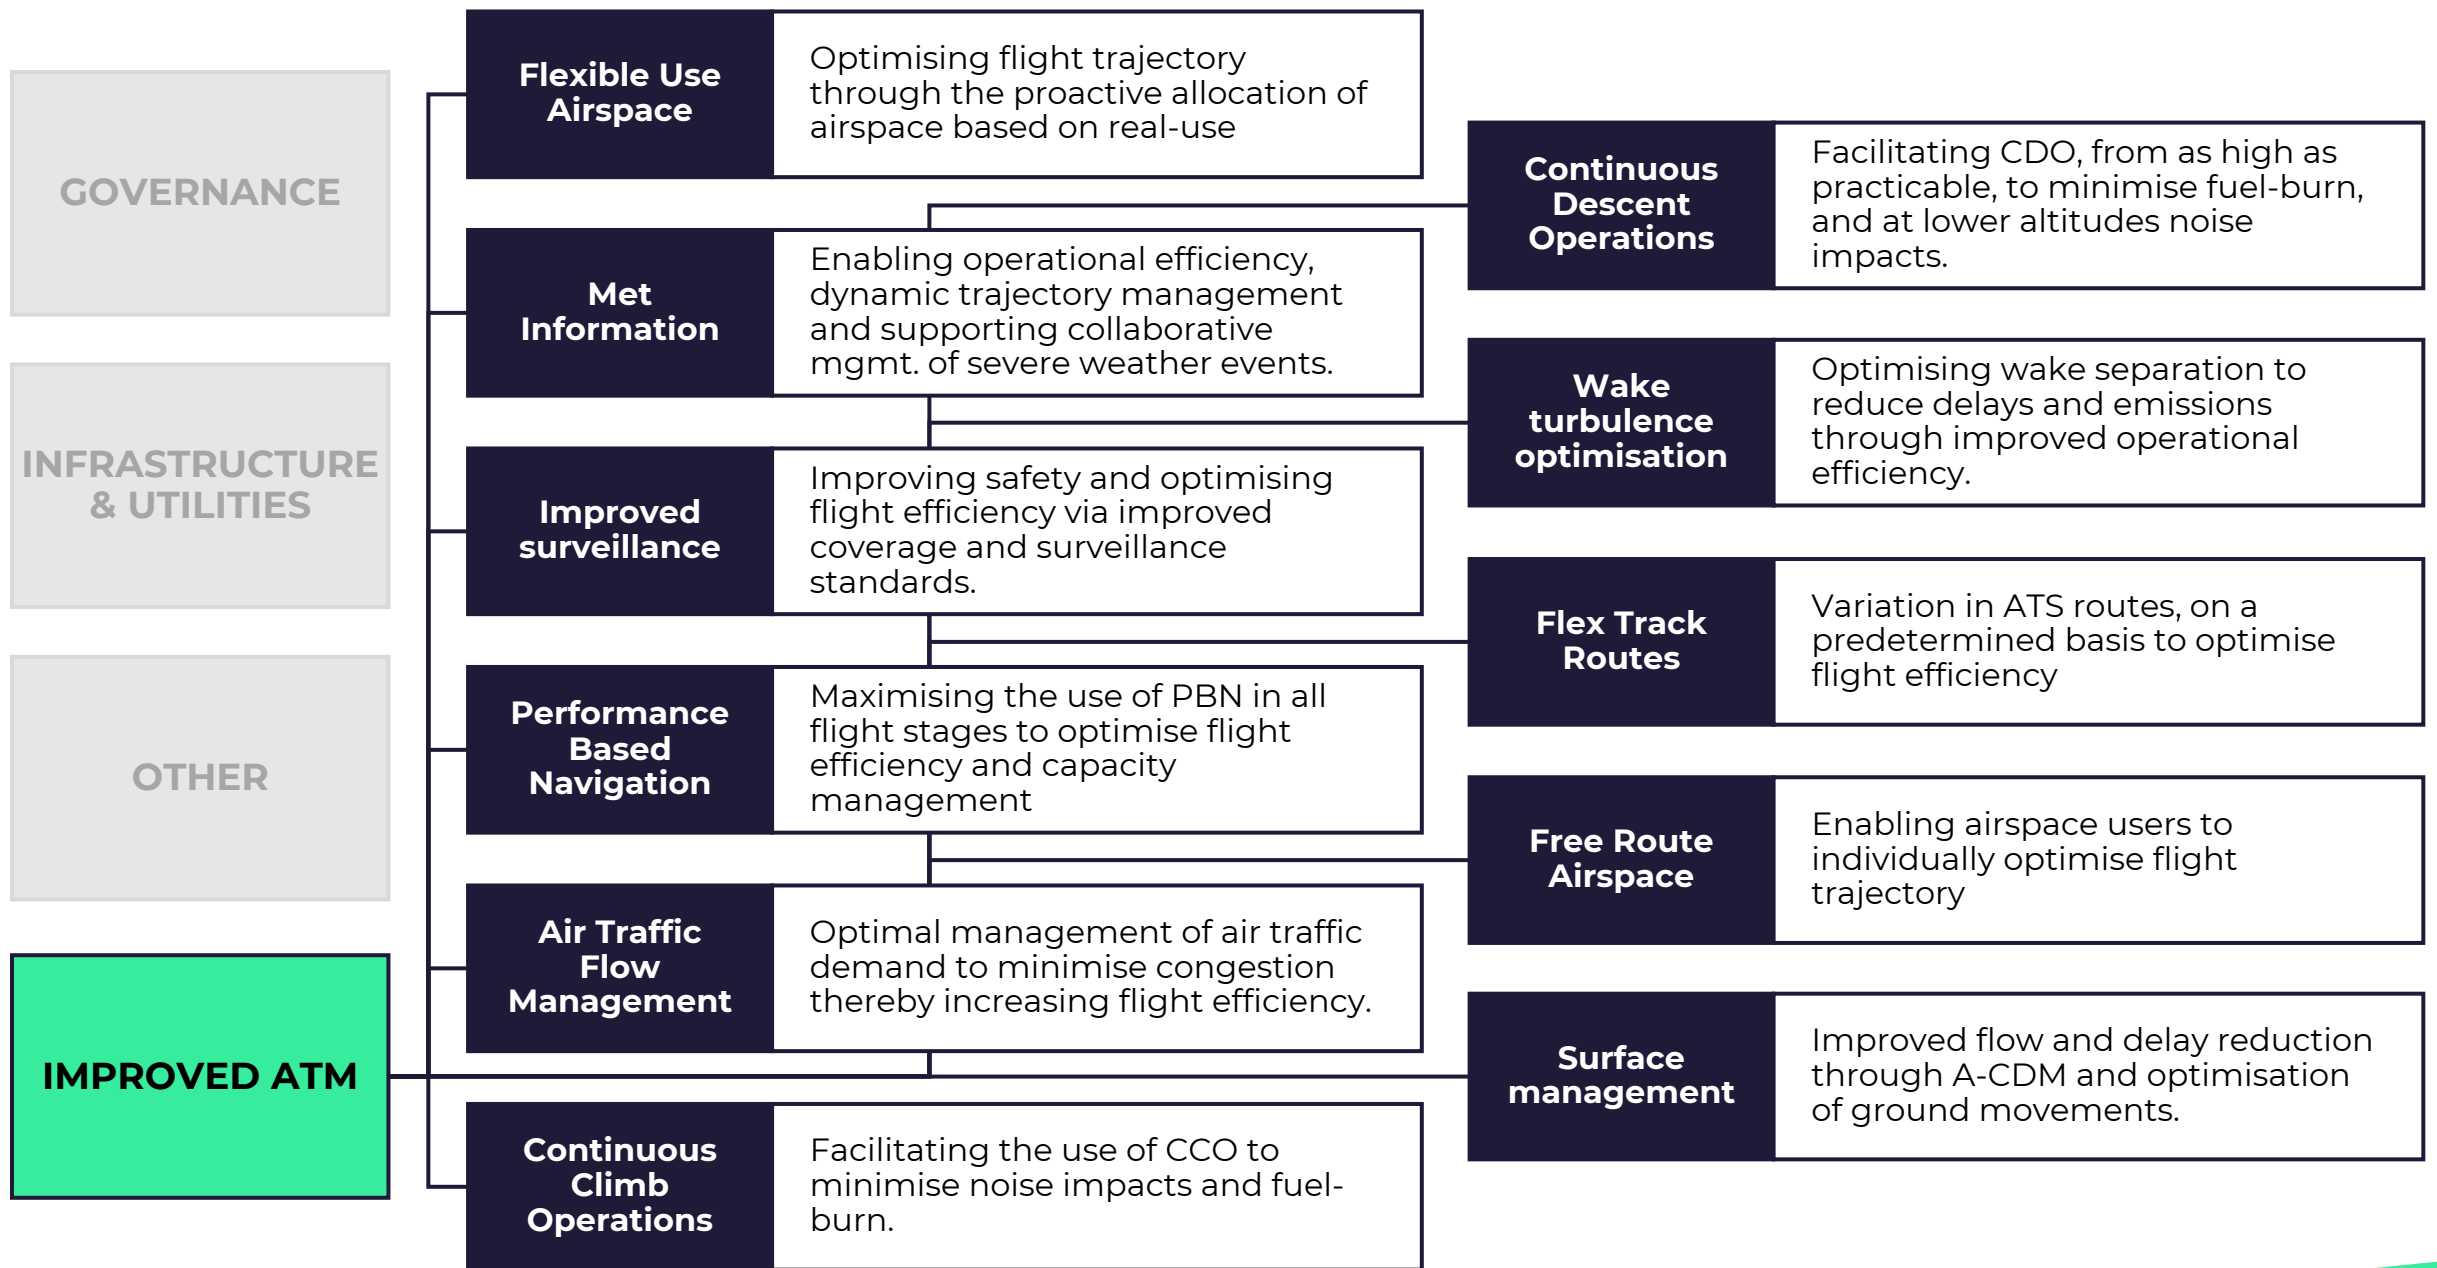 GOVERNANCE
INFRASTRUCTURE
& UTILITIES
OTHER
IMPROVED ATM
Flexible Use
Airspace
Optimising flight trajectory
through the proactive allocation of
airspace based on real-use
Met
Information
Enabling operational efficiency,
dynamic trajectory management
and supporting collaborative
mgmt. of severe weather events.
Improved
surveillance
Improving safety and optimising
flight efficiency via improved
coverage and surveillance
standards.
Performance
Based
Navigation
Maximising the use of PBN in all
flight stages to optimise flight
efficiency and capacity
management
Air Traffic
Flow
Management
Optimal management of air traffic
demand to minimise congestion
thereby increasing flight efficiency.
Continuous
Climb
Operations
Facilitating the use of CCO to
minimise noise impacts and fuel-
burn.
Continuous
Descent
Operations
Facilitating CDO, from as high as
practicable, to minimise fuel-burn,
and at lower altitudes noise
impacts.
Wake
turbulence
optimisation
Optimising wake separation to
reduce delays and emissions
through improved operational
efficiency.
Flex Track
Routes
Variation in ATS routes, on a
predetermined basis to optimise
flight efficiency
Free Route
Airspace
Enabling airspace users to
individually optimise flight
trajectory
Surface
management
Improved flow and delay reduction
through A-CDM and optimisation
of ground movements.